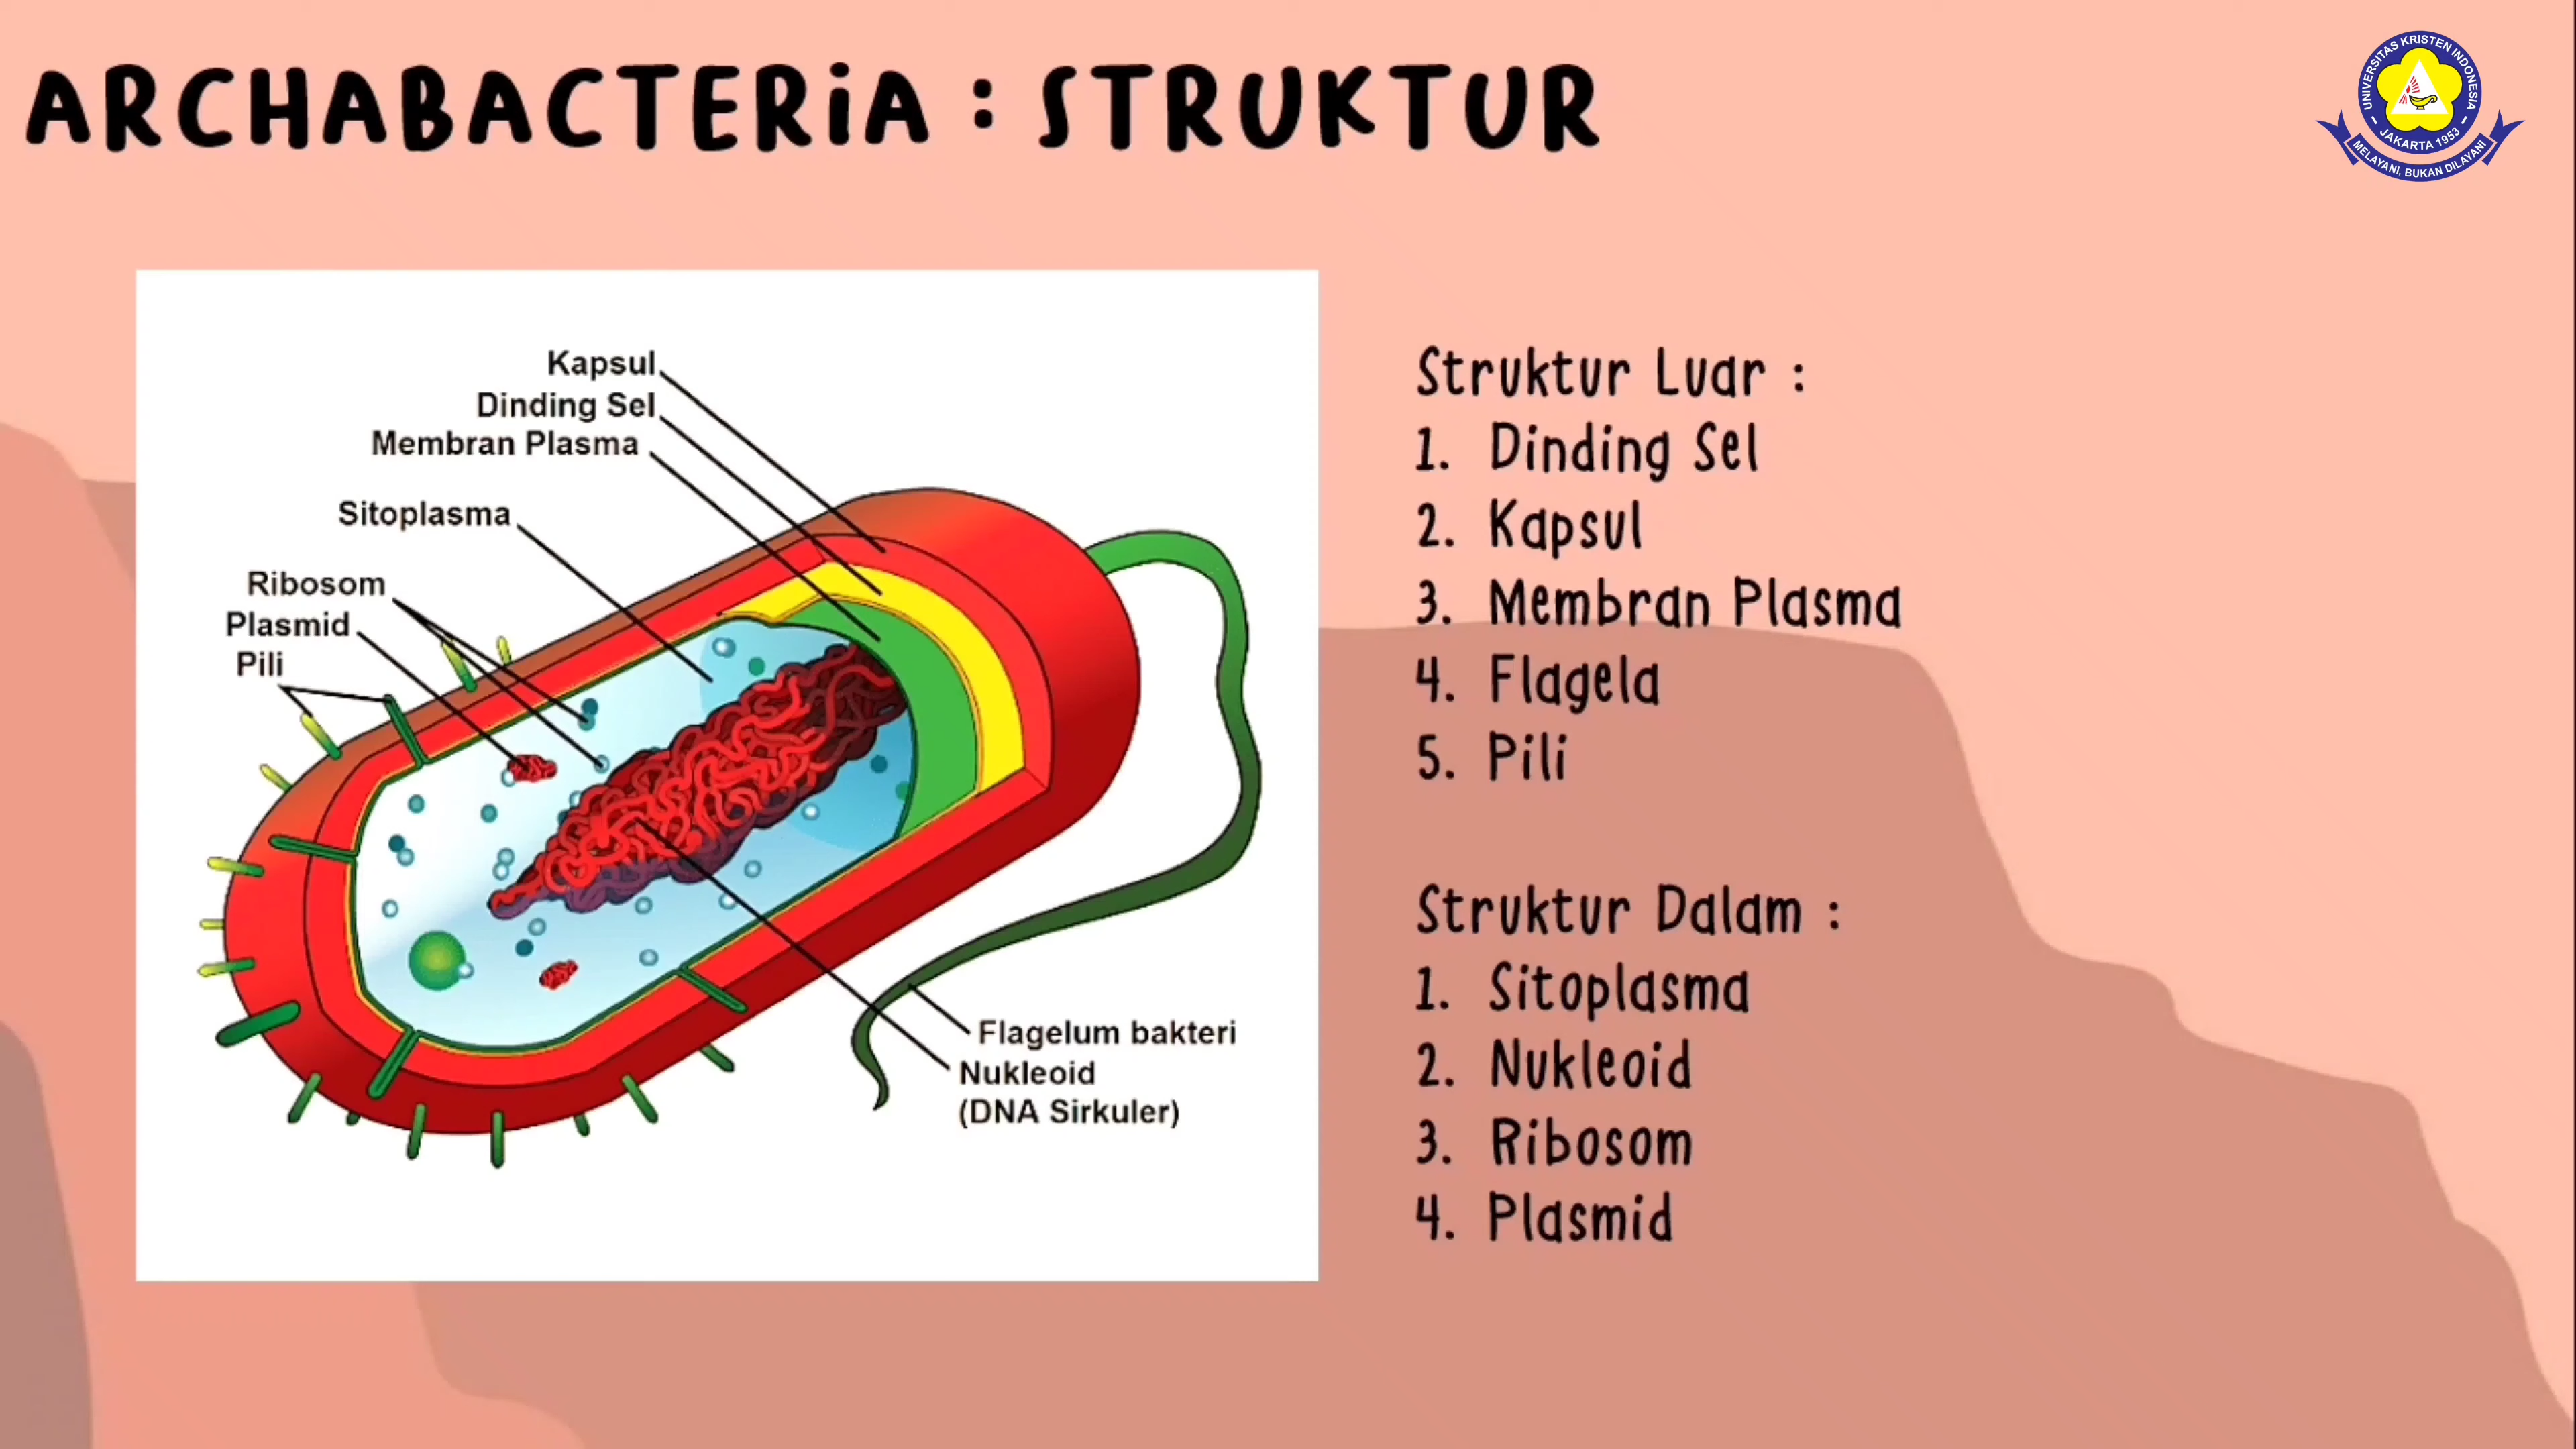 ARCHABACTERiA : STRUKTUR
UNIVERSITAS KRISTEN INDONESIA
- JAKARTA 1953 -
MELAYANI, BUKAN DILAYANI
Kapsul
Dinding Sel
Membran Plasma
Sitoplasma
Ribosom
Plasmid
Pili
Flagelum bakteri
Nukleoid
(DNA Sirkuler)
Struktur Luar :
1. Dinding Sel
2. Kapsul
3. Membran Plasma
4. Flagela
5. Pili
Struktur Dalam :
1. Sitoplasma
2. Nukleoid
3. Ribosom
4. Plasmid